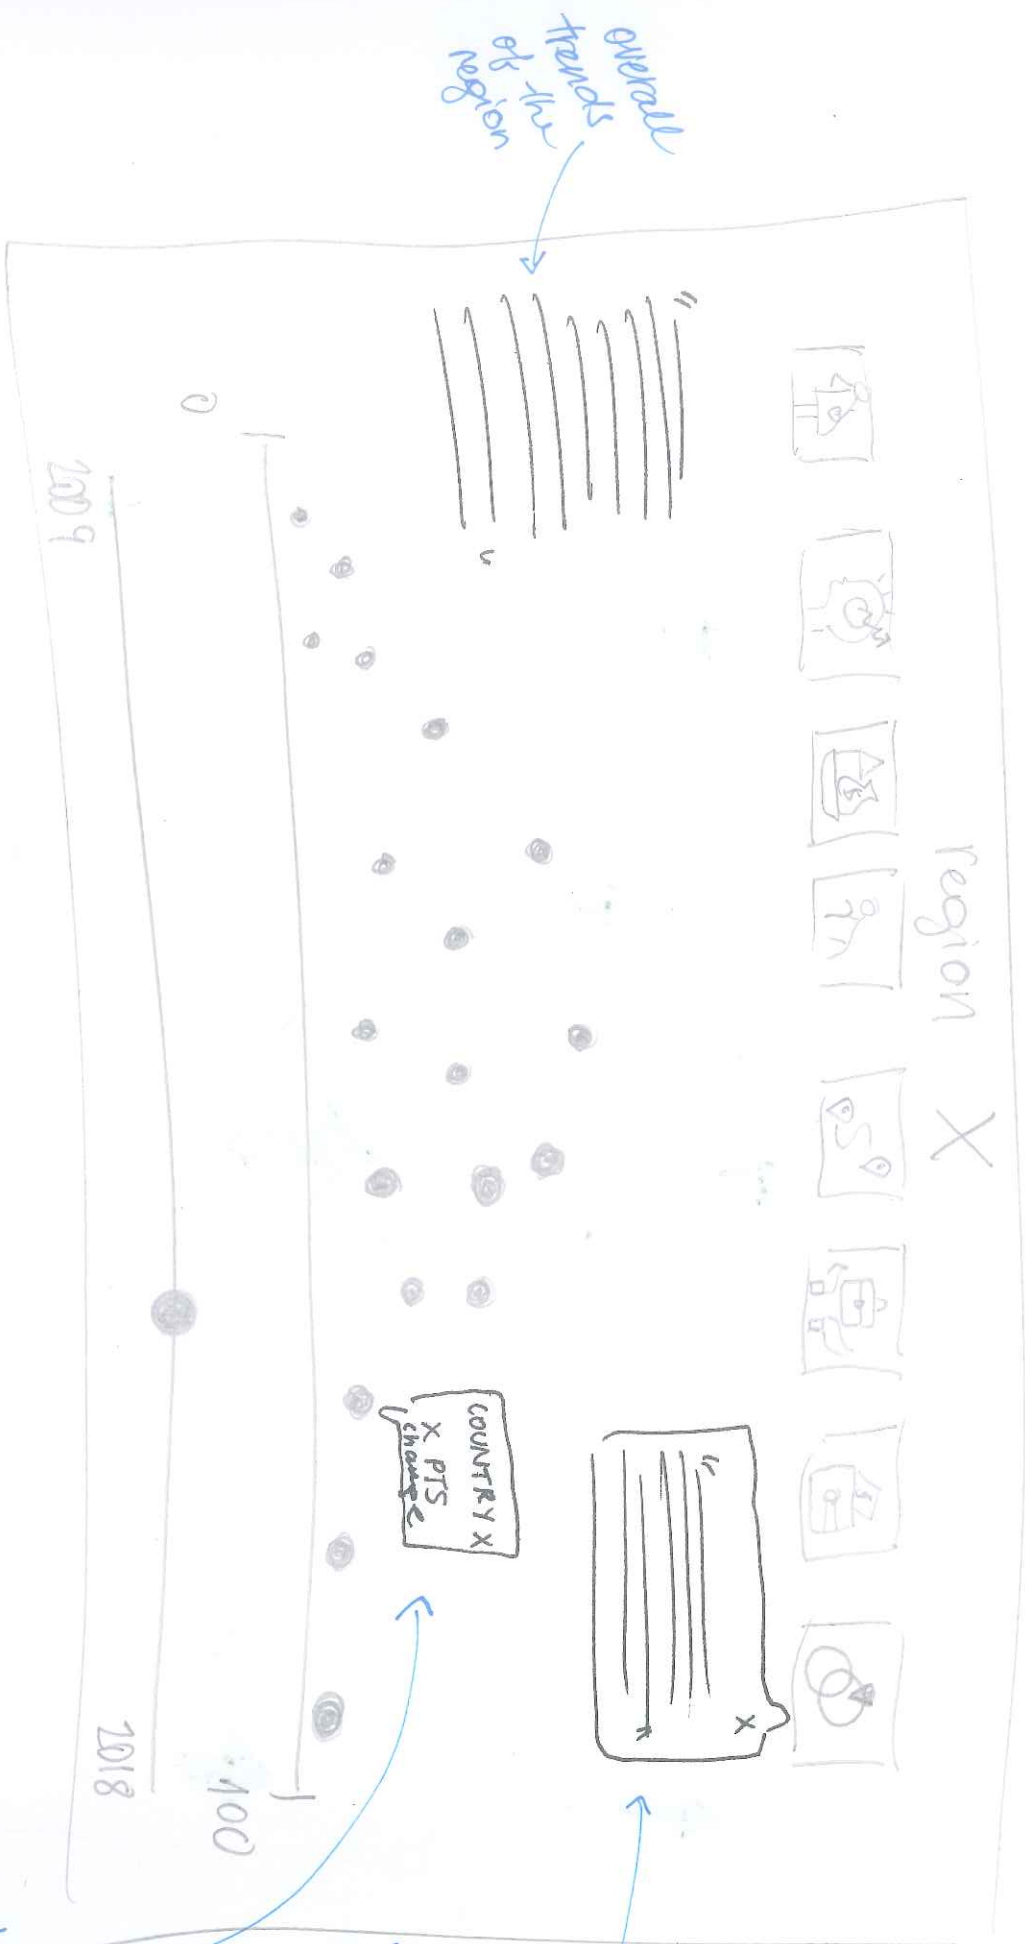 overall
trends
of the
region
region X
COUNTRY X
X PTS
change
X
0
100
2009
2018